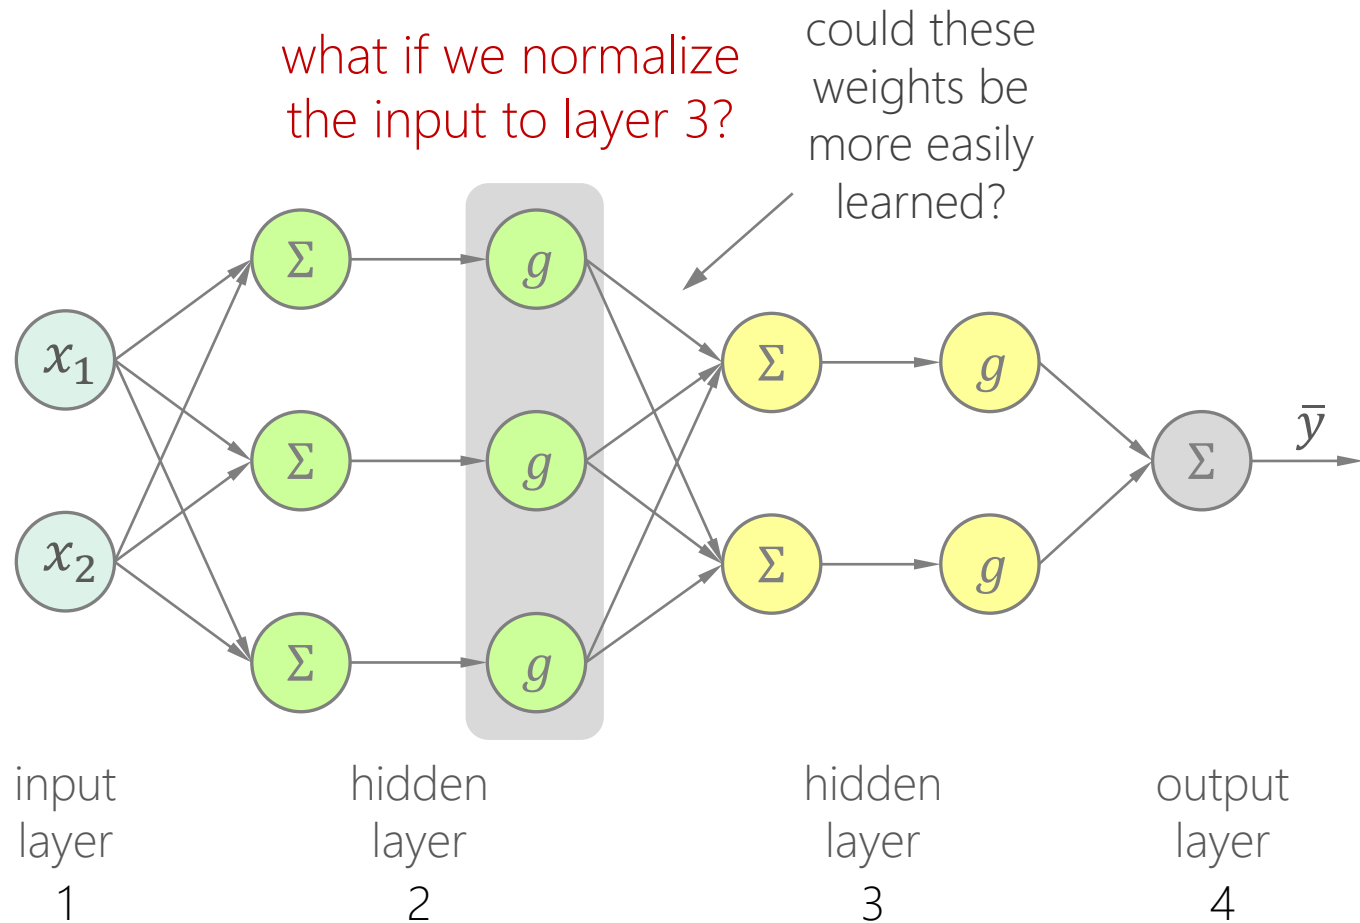 what if we normalize
the input to layer 3?
could these
weights be
more easily
learned?
Σ
g
x₁
Σ
g
ȳ
Σ
g
Σ
x₂
Σ
g
Σ
g
input
layer
1
hidden
layer
2
hidden
layer
3
output
layer
4